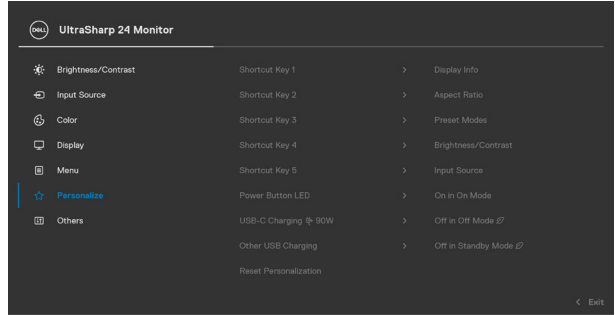 DELL UltraSharp 24 Monitor
Brightness/Contrast Shortcut Key 1 > Display Info
Input Source Shortcut Key 2 > Aspect Ratio
Color Shortcut Key 3 > Preset Modes
Display Shortcut Key 4 > Brightness/Contrast
Menu Shortcut Key 5 > Input Source
Personalize Power Button LED > On in On Mode
Others USB-C Charging 90W > Off in Off Mode
Other USB Charging > Off in Standby Mode
Reset Personalization
< Exit